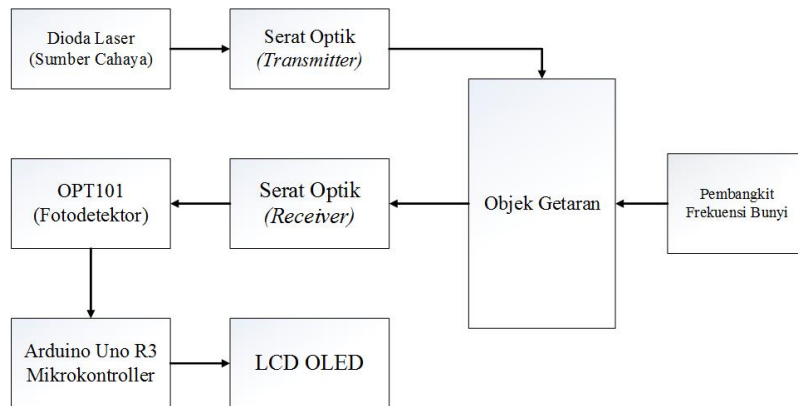 Dioda Laser
(Sumber Cahaya)
Serat Optik
(Transmitter)
OPT101
(Fotodetektor)
Serat Optik
(Receiver)
Objek Getaran
Pembangkit
Frekuensi Bunyi
Arduino Uno R3
Mikrokontroller
LCD OLED